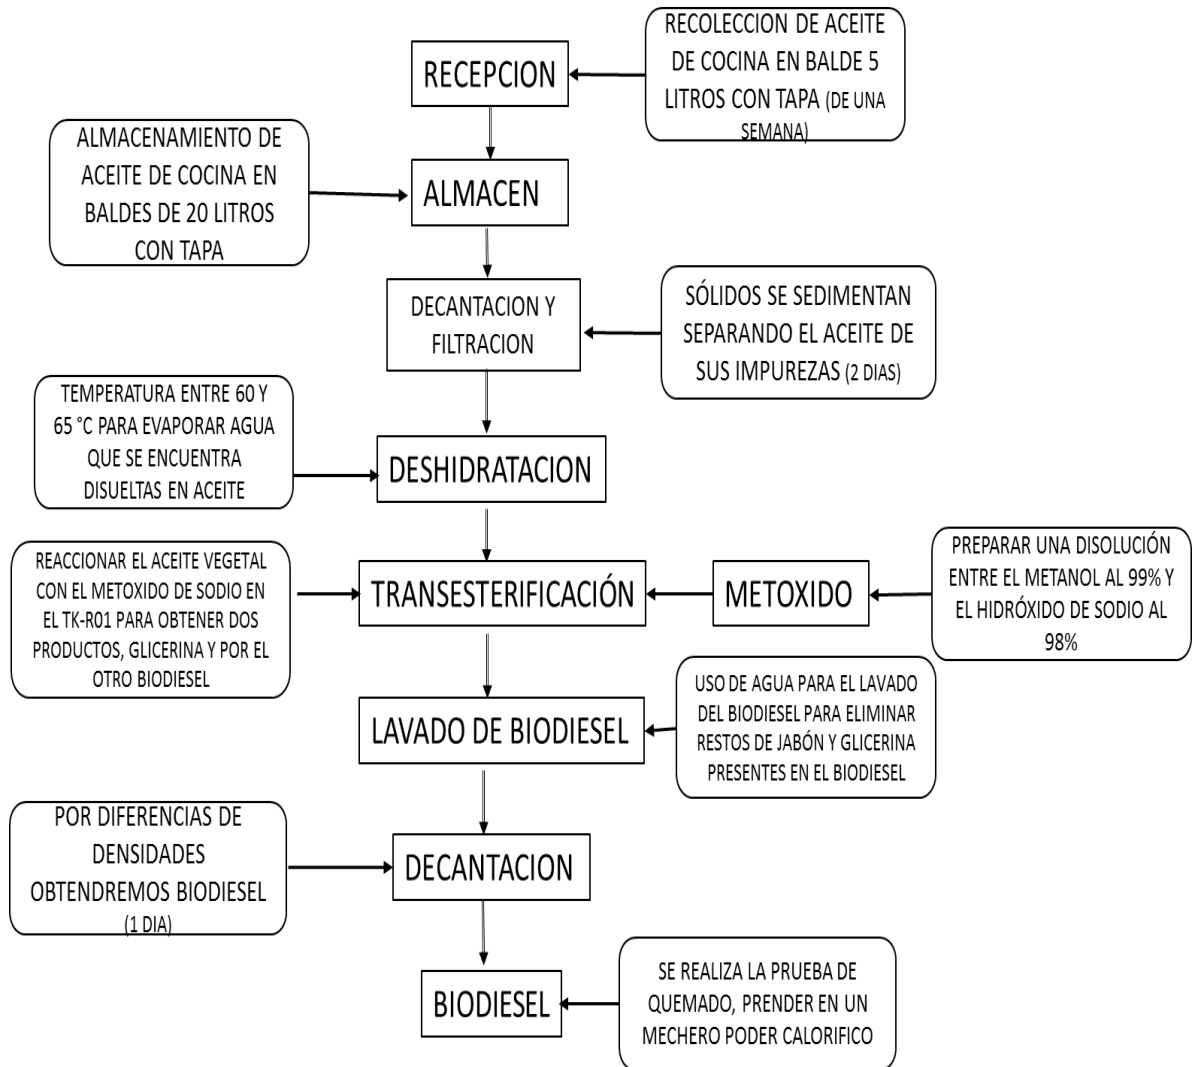 RECOLECCION DE ACEITE
DE COCINA EN BALDE 5
LITROS CON TAPA (DE UNA
SEMANA)
RECEPCION
ALMACENAMIENTO DE
ACEITE DE COCINA EN
BALDES DE 20 LITROS
CON TAPA
ALMACEN
DECANTACION Y
FILTRACION
SÓLIDOS SE SEDIMENTAN
SEPARANDO EL ACEITE DE
SUS IMPUREZAS (2 DIAS)
TEMPERATURA ENTRE 60 Y
65 °C PARA EVAPORAR AGUA
QUE SE ENCUENTRA
DISUELTAS EN ACEITE
DESHIDRATACION
REACCIONAR EL ACEITE VEGETAL
CON EL METOXIDO DE SODIO EN
EL TK-R01 PARA OBTENER DOS
PRODUCTOS, GLICERINA Y POR EL
OTRO BIODIESEL
TRANSESTERIFICACIÓN
METOXIDO
PREPARAR UNA DISOLUCIÓN
ENTRE EL METANOL AL 99% Y
EL HIDRÓXIDO DE SODIO AL
98%
LAVADO DE BIODIESEL
USO DE AGUA PARA EL LAVADO
DEL BIODIESEL PARA ELIMINAR
RESTOS DE JABÓN Y GLICERINA
PRESENTES EN EL BIODIESEL
POR DIFERENCIAS DE
DENSIDADES
OBTENDREMOS BIODIESEL
(1 DIA)
DECANTACION
BIODIESEL
SE REALIZA LA PRUEBA DE
QUEMADO, PRENDER EN UN
MECHERO PODER CALORIFICO